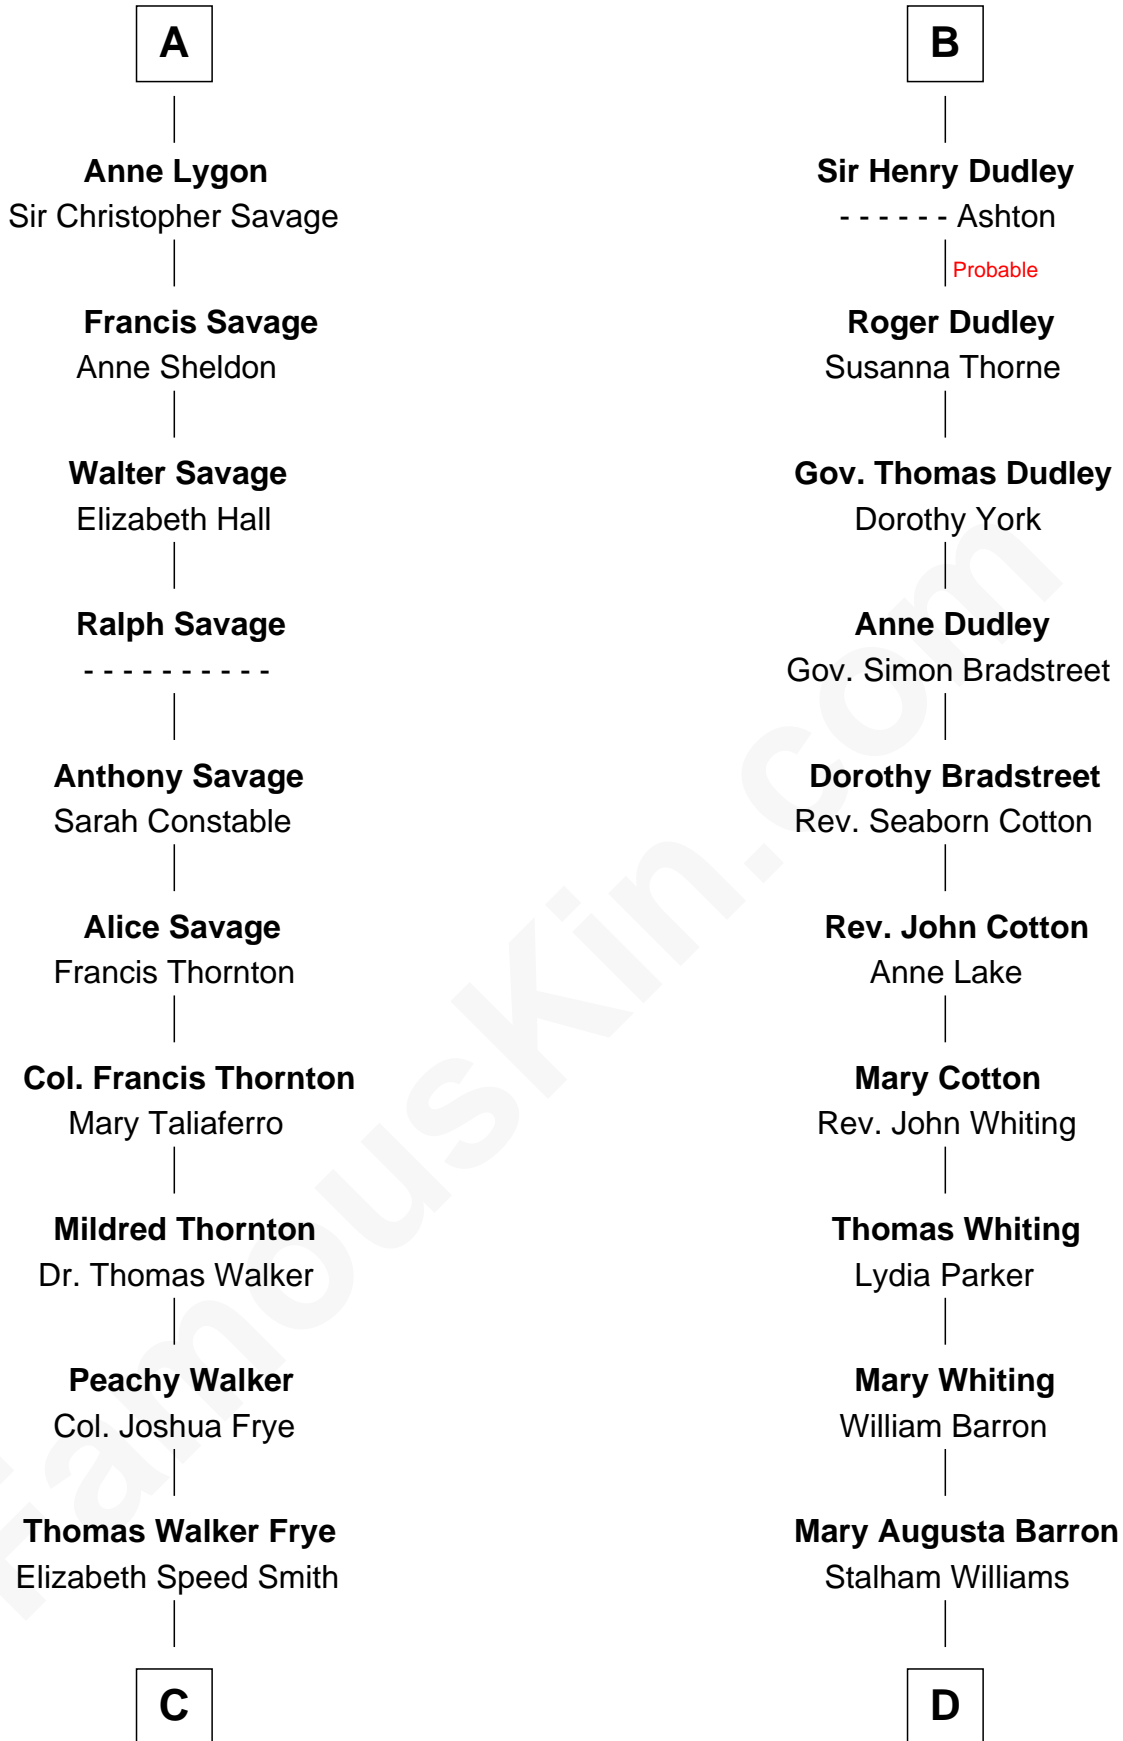 A
Anne Lygon
Sir Christopher Savage
Francis Savage
Anne Sheldon
Walter Savage
Elizabeth Hall
Ralph Savage
- - - - - - - - - -
Anthony Savage
Sarah Constable
Alice Savage
Francis Thornton
Col. Francis Thornton
Mary Taliaferro
Mildred Thornton
Dr. Thomas Walker
Peachy Walker
Col. Joshua Frye
Thomas Walker Frye
Elizabeth Speed Smith
C
B
Sir Henry Dudley
- - - - - - Ashton
Probable
Roger Dudley
Susanna Thorne
Gov. Thomas Dudley
Dorothy York
Anne Dudley
Gov. Simon Bradstreet
Dorothy Bradstreet
Rev. Seaborn Cotton
Rev. John Cotton
Anne Lake
Mary Cotton
Rev. John Whiting
Thomas Whiting
Lydia Parker
Mary Whiting
William Barron
Mary Augusta Barron
Stalham Williams
D
FamousKin.com